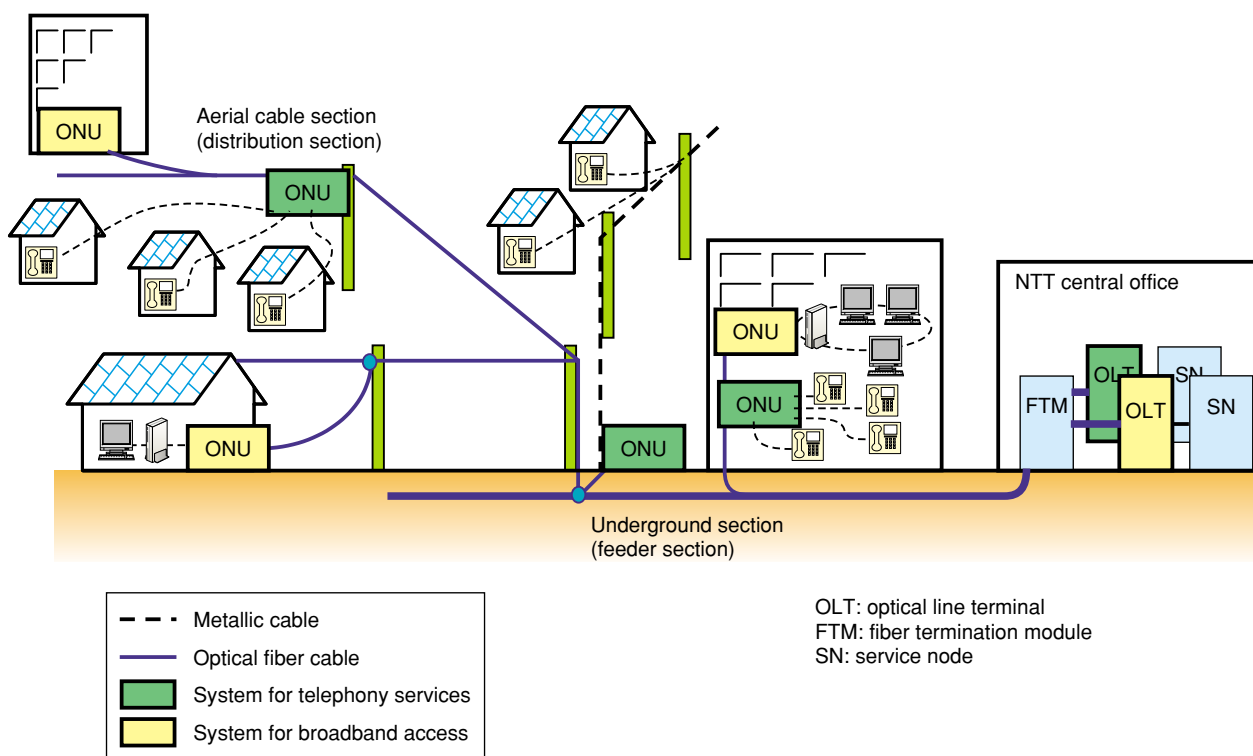 ONU
Aerial cable section
(distribution section)
ONU
NTT central office
ONU
OLT
SN
FTM
OLT
SN
ONU
ONU
ONU
Underground section
(feeder section)
Metallic cable
Optical fiber cable
System for telephony services
System for broadband access
OLT: optical line terminal
FTM: fiber termination module
SN: service node